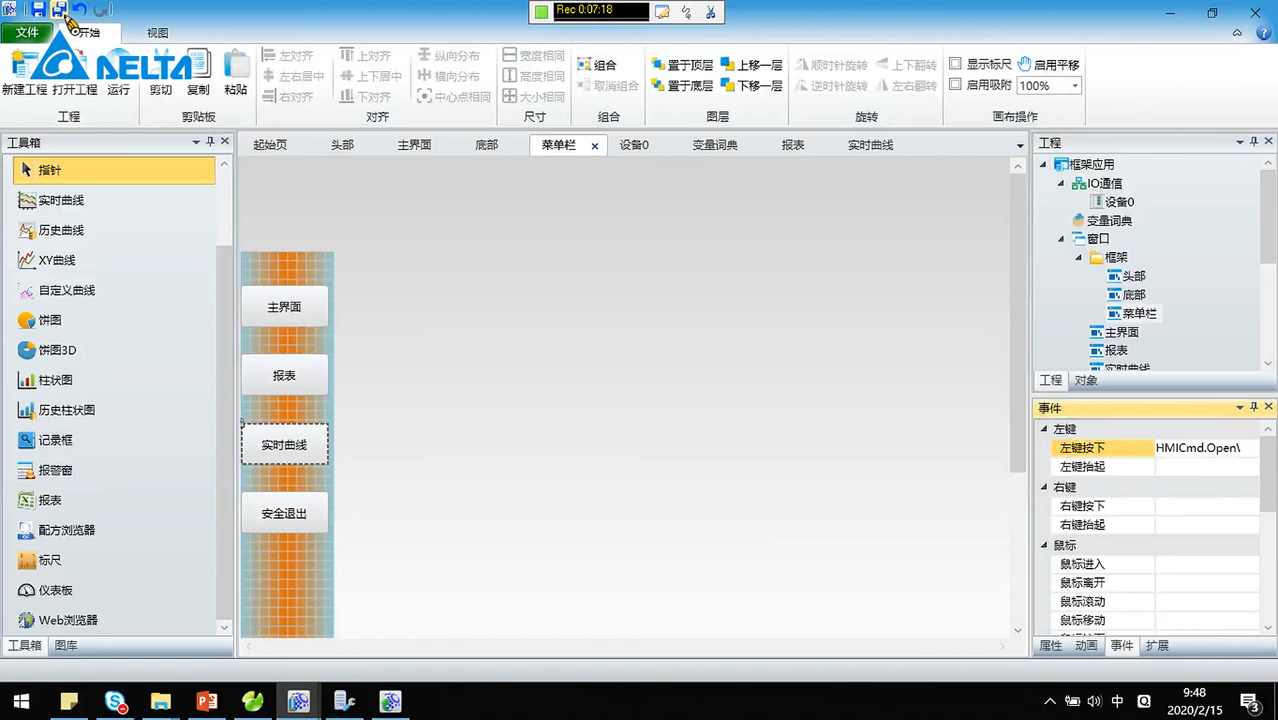 Rec 0:07:18
文件
开始
视图
DELTA
新建工程 打开工程 运行
工程
剪切 复制 粘贴
剪贴板
左对齐 上对齐 纵向分布
左右居中 上下居中 横向分布
右对齐 下对齐 中心点相同
对齐
宽度相同
高度相同
大小相同
尺寸
组合
取消组合
组合
置于顶层 上移一层
置于底层 下移一层
图层
顺时针旋转 上下翻转
逆时针旋转 左右翻转
旋转
显示标尺 启用平移
启用吸附 100%
画布操作
工具箱
指针
实时曲线
历史曲线
XY曲线
自定义曲线
饼图
饼图3D
柱状图
历史柱状图
记录框
报警窗
报表
配方浏览器
标尺
仪表板
Web浏览器
工具箱 图库
起始页 头部 主界面 底部 菜单栏 设备0 变量词典 报表 实时曲线
主界面
报表
实时曲线
安全退出
工程
框架应用
IO通信
设备0
变量词典
窗口
框架
头部
底部
菜单栏
主界面
报表
实时曲线
工程 对象
事件
左键
左键按下 HMICmd.Open\
左键抬起
右键
右键按下
右键抬起
鼠标
鼠标进入
鼠标离开
鼠标滚动
鼠标移动
属性 动画 事件 扩展
中
9:48
2020/2/15
3